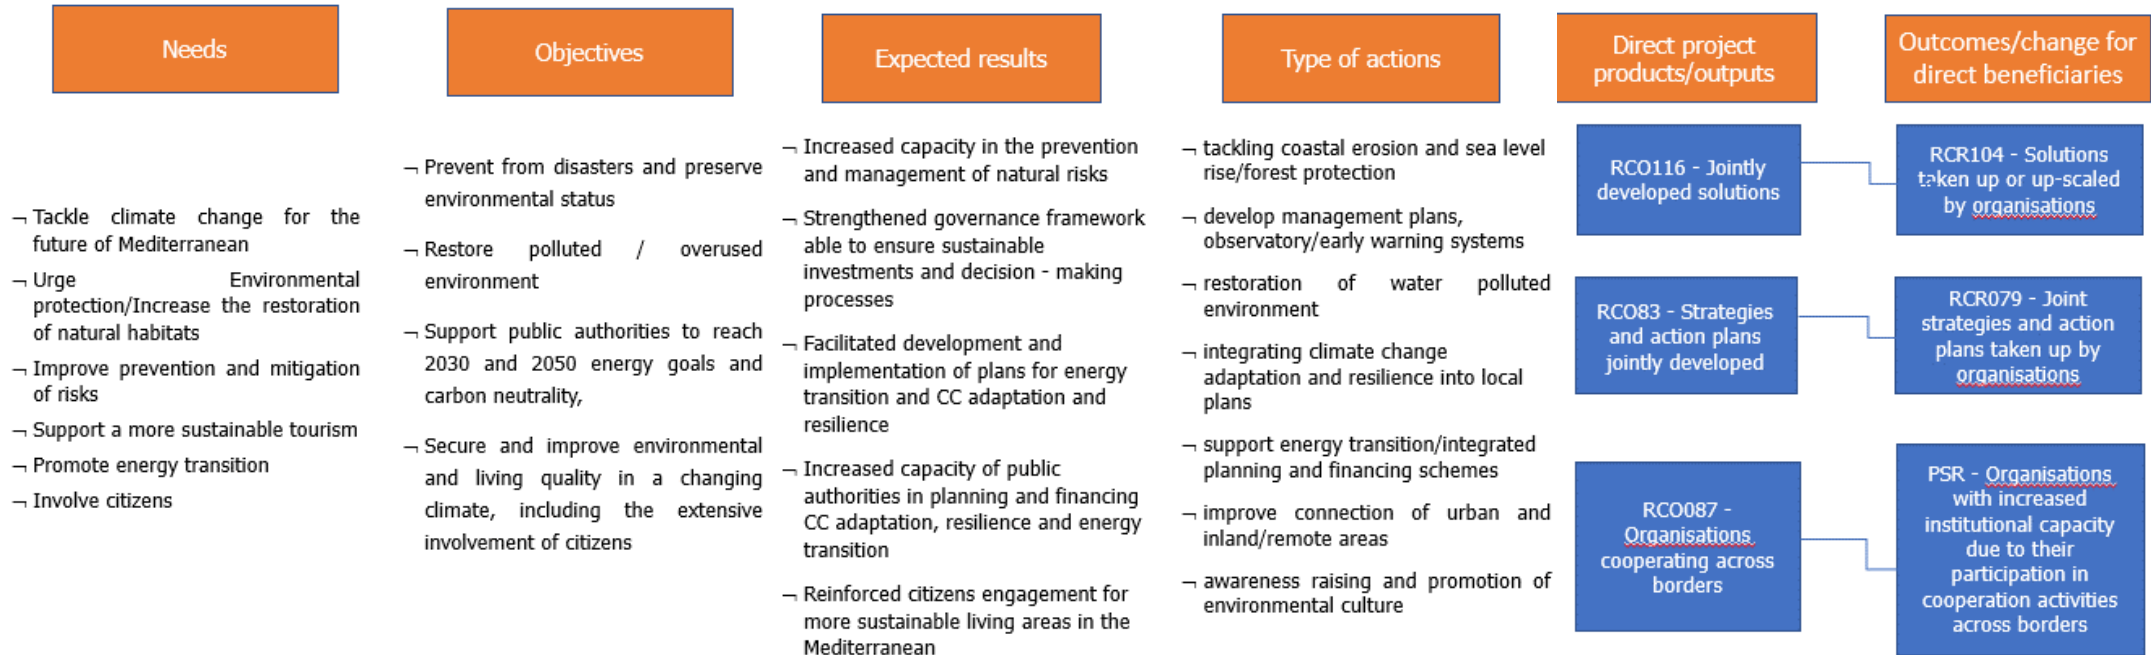 Needs
¬ Tackle climate change for the
future of Mediterranean
¬ Urge Environmental
protection/Increase the restoration
of natural habitats
¬ Improve prevention and mitigation
of risks
¬ Support a more sustainable tourism
¬ Promote energy transition
¬ Involve citizens
Objectives
¬ Prevent from disasters and preserve
environmental status
¬ Restore polluted / overused
environment
¬ Support public authorities to reach
2030 and 2050 energy goals and
carbon neutrality,
¬ Secure and improve environmental
and living quality in a changing
climate, including the extensive
involvement of citizens
Expected results
¬ Increased capacity in the prevention
and management of natural risks
¬ Strengthened governance framework
able to ensure sustainable
investments and decision - making
processes
¬ Facilitated development and
implementation of plans for energy
transition and CC adaptation and
resilience
¬ Increased capacity of public
authorities in planning and financing
CC adaptation, resilience and energy
transition
¬ Reinforced citizens engagement for
more sustainable living areas in the
Mediterranean
Type of actions
¬ tackling coastal erosion and sea level
rise/forest protection
¬ develop management plans,
observatory/early warning systems
¬ restoration of water polluted
environment
¬ integrating climate change
adaptation and resilience into local
plans
¬ support energy transition/integrated
planning and financing schemes
¬ improve connection of urban and
inland/remote areas
¬ awareness raising and promotion of
environmental culture
Direct project
products/outputs
RCO116 - Jointly
developed solutions
RCO83 - Strategies
and action plans
jointly developed
RCO087 -
Organisations
cooperating across
borders
Outcomes/change for
direct beneficiaries
RCR104 - Solutions
taken up or up-scaled
by organisations
RCR079 - Joint
strategies and action
plans taken up by
organisations
PSR - Organisations
with increased
institutional capacity
due to their
participation in
cooperation activities
across borders